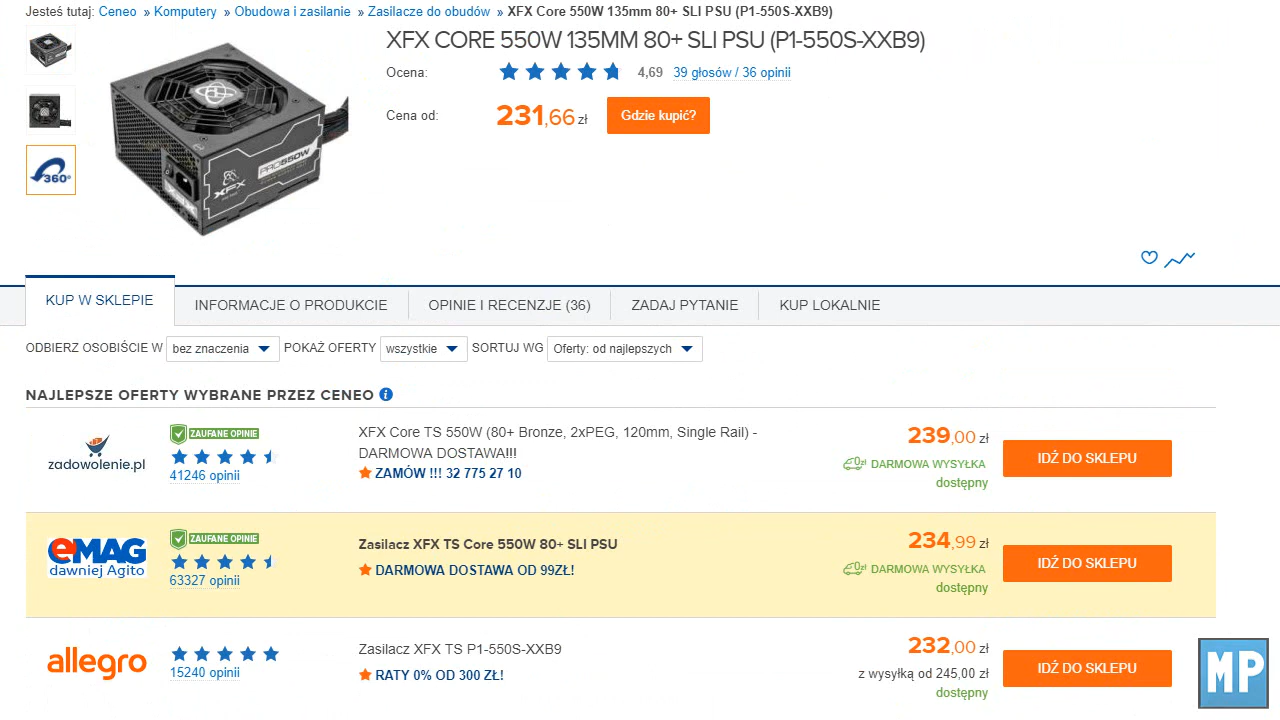 Jesteś tutaj: Ceneo » Komputery » Obudowa i zasilanie » Zasilacze do obudów » XFX Core 550W 135mm 80+ SLI PSU (P1-550S-XXB9)
XFX CORE 550W 135MM 80+ SLI PSU (P1-550S-XXB9)
Ocena: 4,69 39 głosów / 36 opinii
Cena od: 231,66 zł Gdzie kupić?
PRO550W
XFX
360°
KUP W SKLEPIE INFORMACJE O PRODUKCIE OPINIE I RECENZJE (36) ZADAJ PYTANIE KUP LOKALNIE
ODBIERZ OSOBIŚCIE W bez znaczenia POKAŻ OFERTY wszystkie SORTUJ WG Oferty: od najlepszych
NAJLEPSZE OFERTY WYBRANE PRZEZ CENEO i
zadowolenie.pl
ZAUFANE OPINIE
41246 opinii
XFX Core TS 550W (80+ Bronze, 2xPEG, 120mm, Single Rail) -
DARMOWA DOSTAWA!!!
ZAMÓW !!! 32 775 27 10
239,00 zł
DARMOWA WYSYŁKA
dostępny
IDŹ DO SKLEPU
eMAG
dawniej Agito
ZAUFANE OPINIE
63327 opinii
Zasilacz XFX TS Core 550W 80+ SLI PSU
DARMOWA DOSTAWA OD 99ZŁ!
234,99 zł
DARMOWA WYSYŁKA
dostępny
IDŹ DO SKLEPU
allegro
15240 opinii
Zasilacz XFX TS P1-550S-XXB9
RATY 0% OD 300 ZŁ!
232,00 zł
z wysyłką od 245,00 zł
dostępny
IDŹ DO SKLEPU
MP